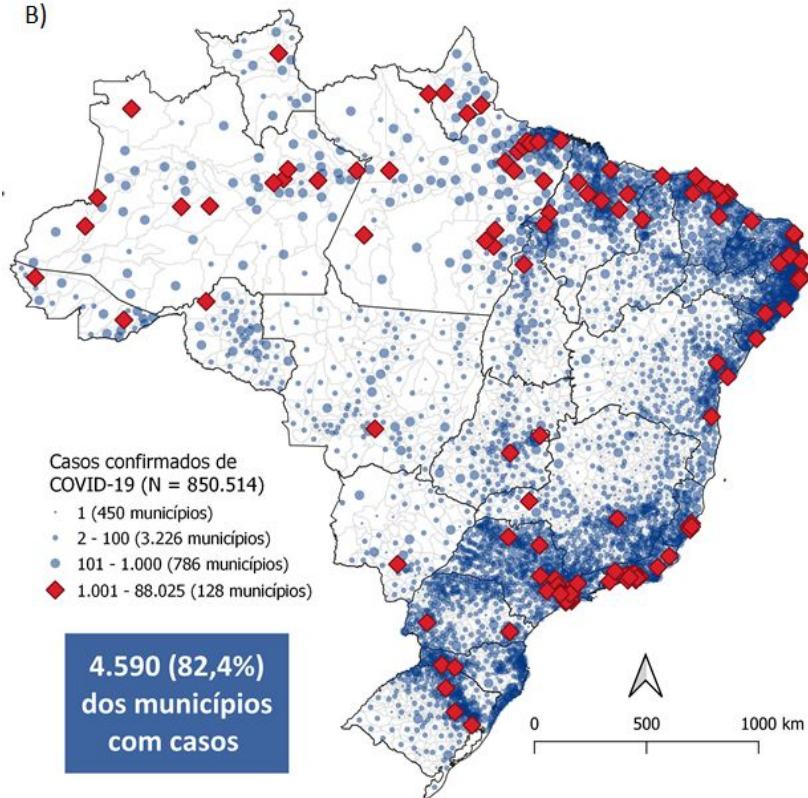 B)
Casos confirmados de
COVID-19 (N = 850.514)
1 (450 municípios)
2 - 100 (3.226 municípios)
101 - 1.000 (786 municípios)
1.001 - 88.025 (128 municípios)
4.590 (82,4%)
dos municípios
com casos
0 500 1000 km